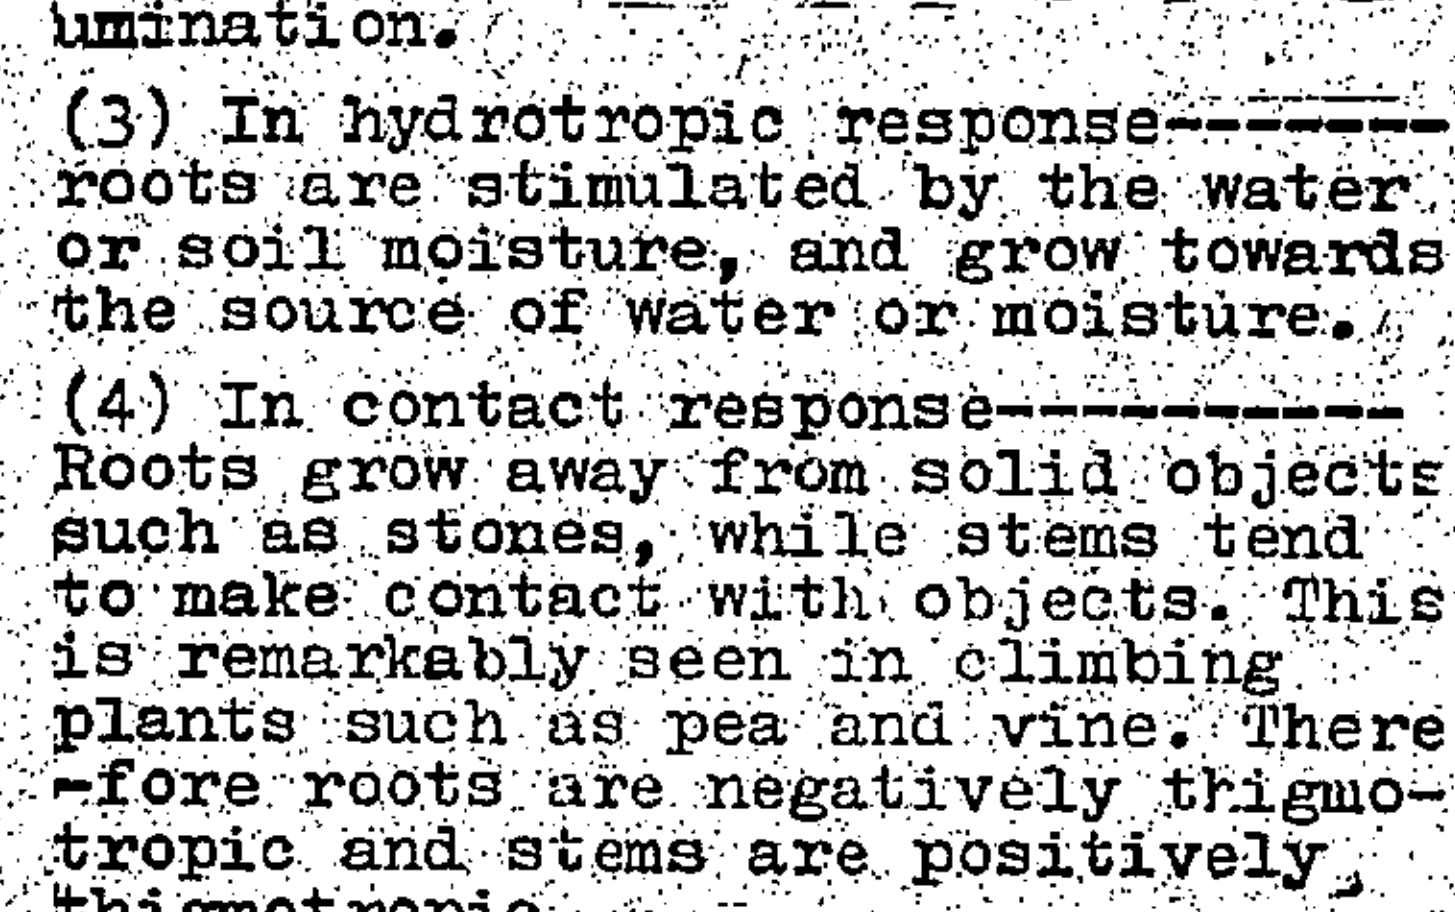 umination.
(3) In hydrotropic response-------
roots are stimulated by the water
or soil moisture, and grow towards
the source of water or moisture.
(4) In contact response------------
Roots grow away from solid objects
such as stones, while stems tend
to make contact with objects. This
is remarkably seen in climbing
plants such as pea and vine. There
-fore roots are negatively thigmo-
tropic and stems are positively
thigmotropic